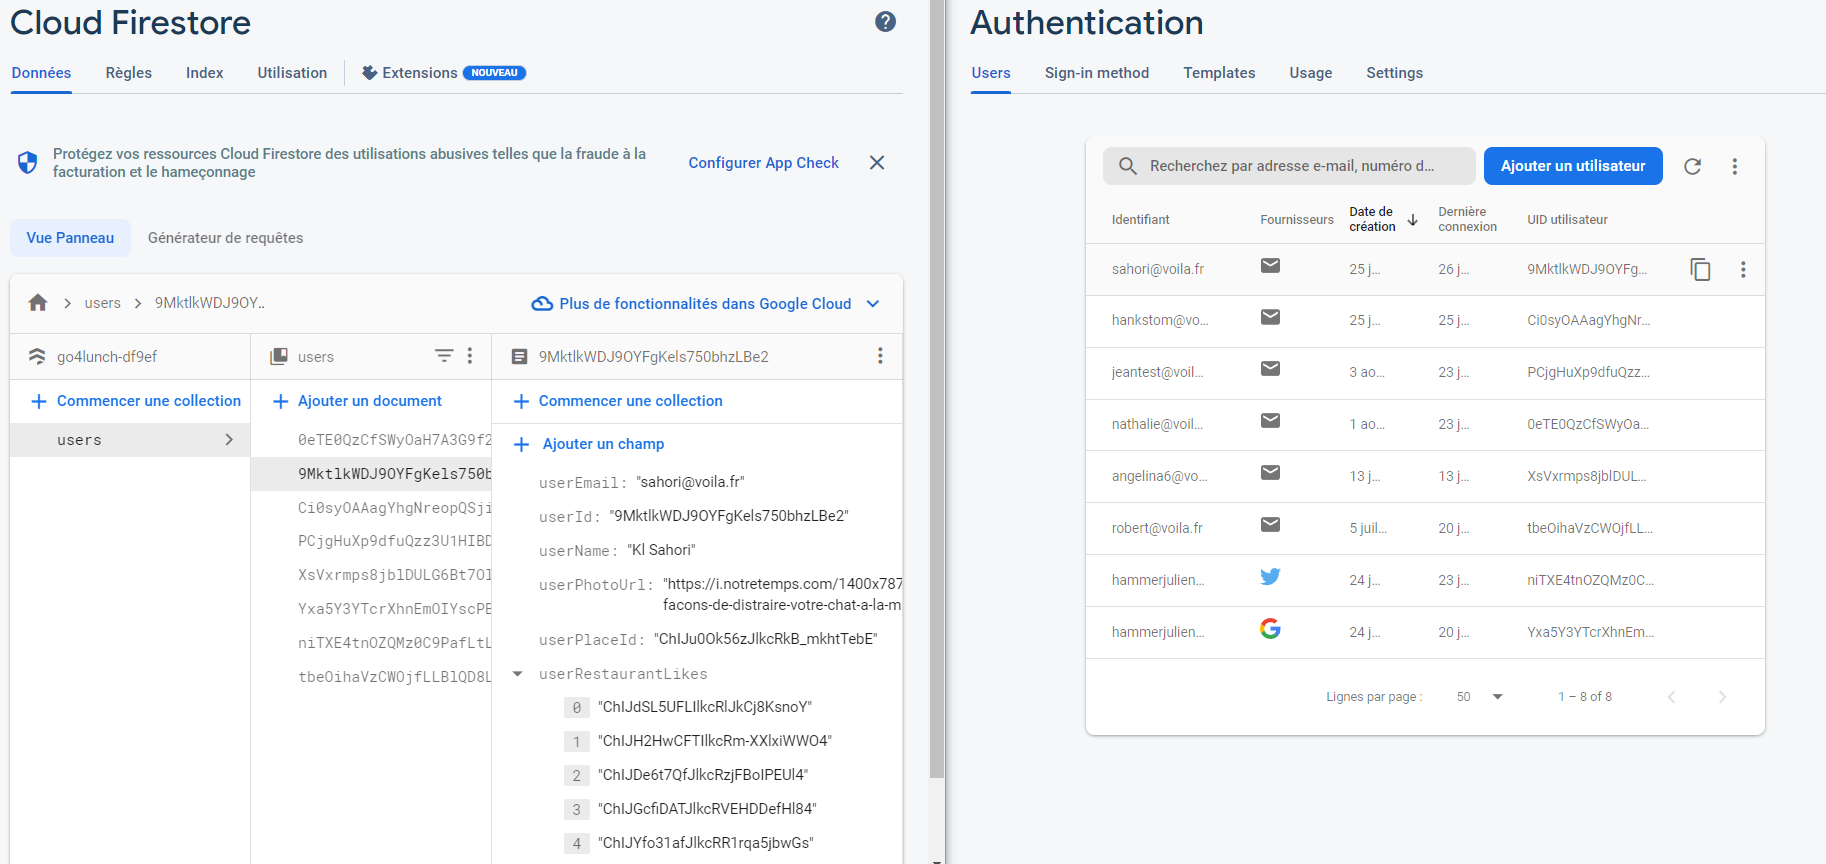 Cloud Firestore
Données Règles Index Utilisation Extensions NOUVEAU
Protégez vos ressources Cloud Firestore des utilisations abusives telles que la fraude à la
facturation et le hameçonnage
Configurer App Check
Vue Panneau Générateur de requêtes
users 9MktlkWDJ9OY..
Plus de fonctionnalités dans Google Cloud
go4lunch-df9ef
Commencer une collection
users
users
Ajouter un document
0eTE0QzCfSWyOaH7A3G9f2
9MktlkWDJ9OYFgKels750b
Ci0syOAAagYhgNreopQSji
PCjgHuXp9dfuQzz3U1HIBD
XsVxrmps8jblDULG6Bt7Ol
Yxa5Y3YTcrXhnEmOIYscPE
niTXE4tnOZQMz0C9PafLtL
tbeOihaVzCWOjfLLBlQD8L
9MktlkWDJ9OYFgKels750bhzLBe2
Commencer une collection
Ajouter un champ
userEmail: "sahori@voila.fr"
userId: "9MktlkWDJ9OYFgKels750bhzLBe2"
userName: "Kl Sahori"
userPhotoUrl: "https://i.notretemps.com/1400x787
facons-de-distraire-votre-chat-a-la-m
userPlaceId: "ChIJu0Ok56zJlkcRkB_mkhtTebE"
userRestaurantLikes
0 "ChIJdSL5UFLIlkcRlJkCj8KsnoY"
1 "ChIJH2HwCFTIlkcRm-XXlxiWWO4"
2 "ChIJDe6t7QfJlkcRzjFBoIPEUl4"
3 "ChIJGcfiDATJlkcRVEHDDefHl84"
4 "ChIJYfo31afJlkcRR1rqa5jbwGs"
Authentication
Users Sign-in method Templates Usage Settings
Recherchez par adresse e-mail, numéro d...
Ajouter un utilisateur
Identifiant Fournisseurs Date de création Dernière connexion UID utilisateur
sahori@voila.fr 25 j... 26 j... 9MktlkWDJ9OYFg...
hankstom@vo... 25 j... 25 j... Ci0syOAAagYhgNr...
jeantest@voil... 3 ao... 23 j... PCjgHuXp9dfuQzz...
nathalie@voil... 1 ao... 23 j... 0eTE0QzCfSWyOa...
angelina6@vo... 13 j... 13 j... XsVxrmps8jblDUL...
robert@voila.fr 5 juil... 20 j... tbeOihaVzCWOjfLL...
hammerjulien... 24 j... 23 j... niTXE4tnOZQMz0C...
hammerjulien... 24 j... 20 j... Yxa5Y3YTcrXhnEm...
Lignes par page : 50 1 – 8 of 8